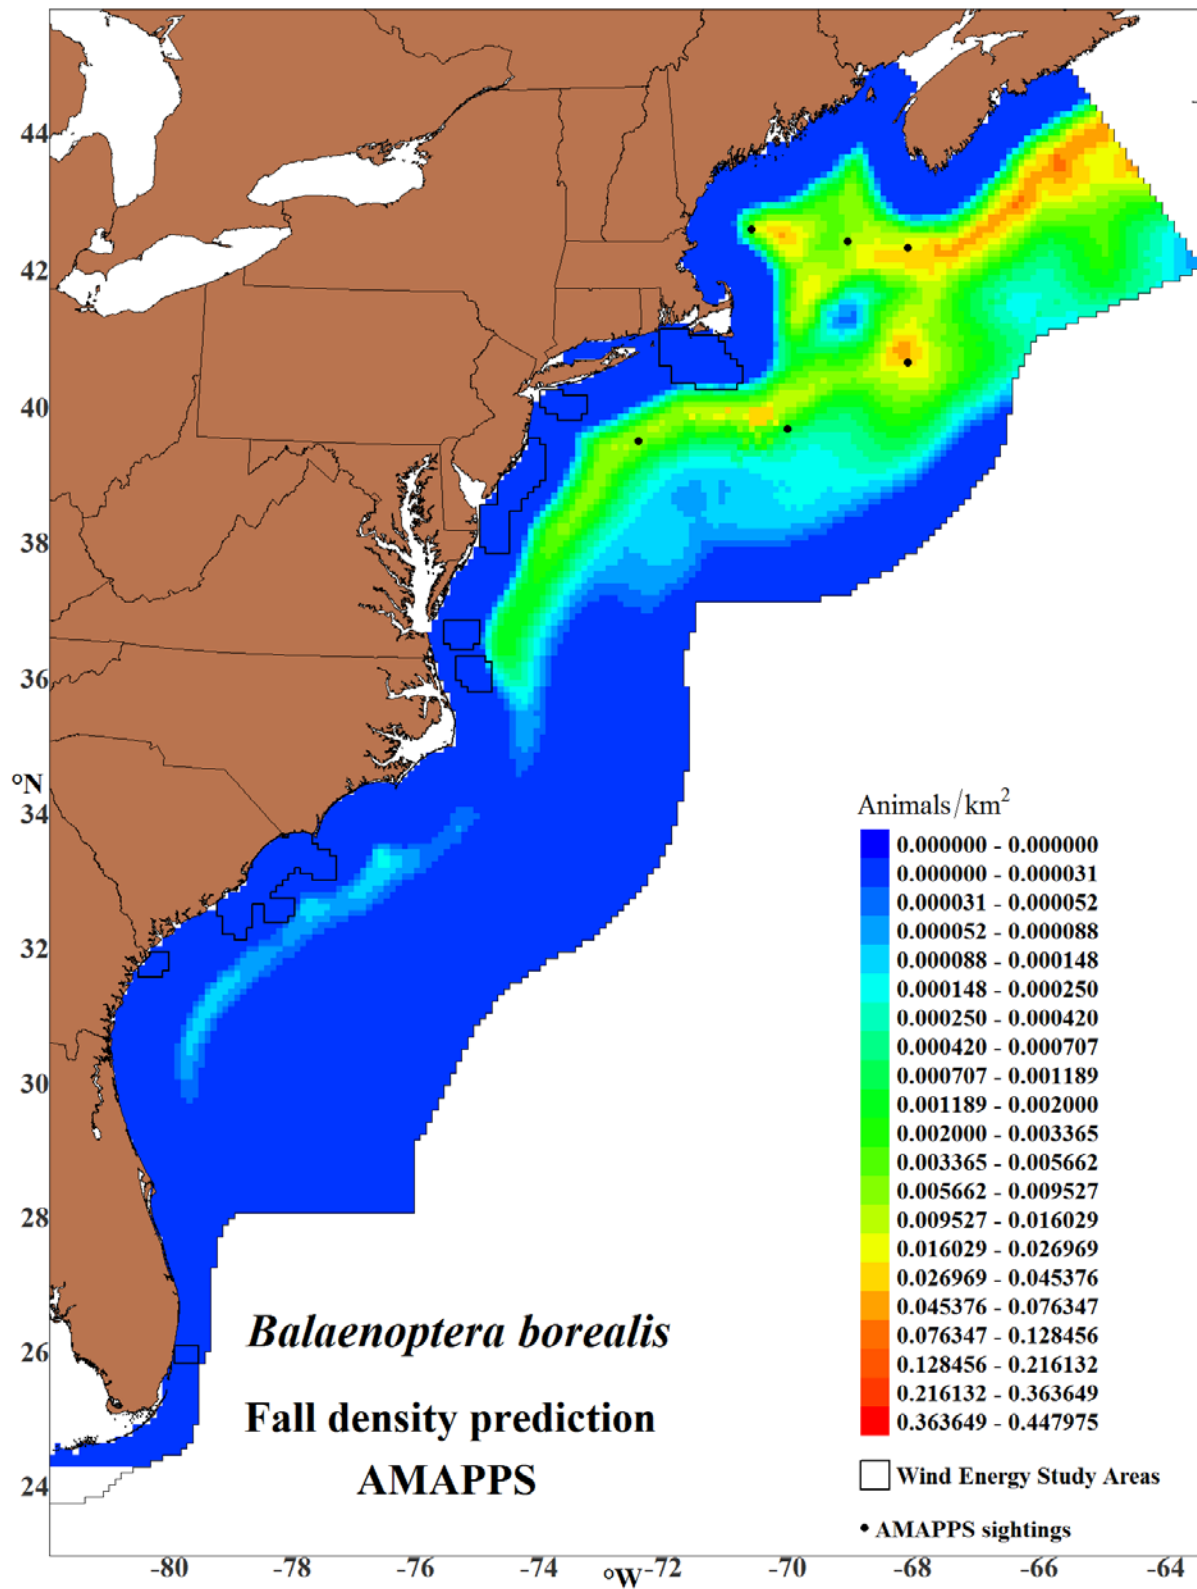 44
42
40
38
36
°N
34
32
30
28
26
24
Animals/km²
0.000000 - 0.000000
0.000000 - 0.000031
0.000031 - 0.000052
0.000052 - 0.000088
0.000088 - 0.000148
0.000148 - 0.000250
0.000250 - 0.000420
0.000420 - 0.000707
0.000707 - 0.001189
0.001189 - 0.002000
0.002000 - 0.003365
0.003365 - 0.005662
0.005662 - 0.009527
0.009527 - 0.016029
0.016029 - 0.026969
0.026969 - 0.045376
0.045376 - 0.076347
0.076347 - 0.128456
0.128456 - 0.216132
0.216132 - 0.363649
0.363649 - 0.447975
Wind Energy Study Areas
AMAPPS sightings
Balaenoptera borealis
Fall density prediction
AMAPPS
-80 -78 -76 -74 °W -72 -70 -68 -66 -64